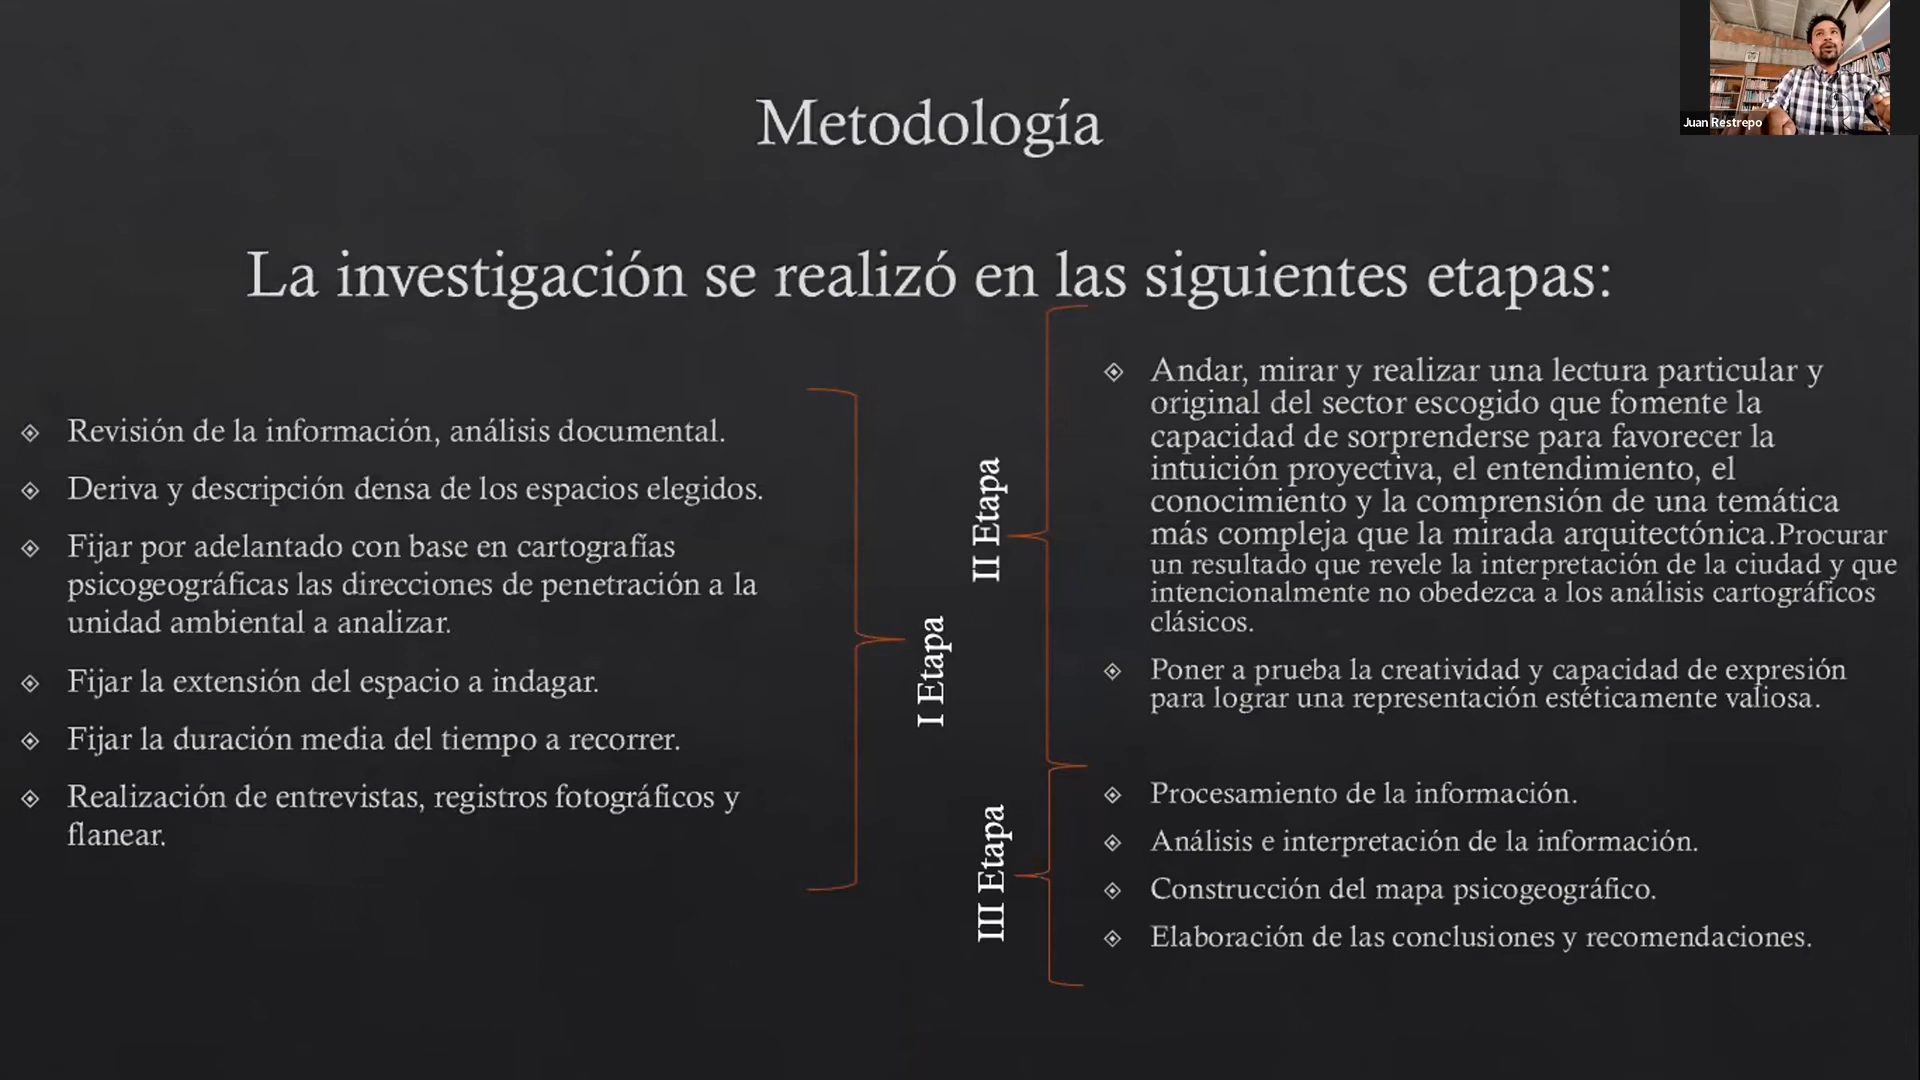 Juan Restrepo
Metodología
La investigación se realizó en las siguientes etapas:
Revisión de la información, análisis documental.
Deriva y descripción densa de los espacios elegidos.
Fijar por adelantado con base en cartografías
psicogeográficas las direcciones de penetración a la
unidad ambiental a analizar.
Fijar la extensión del espacio a indagar.
Fijar la duración media del tiempo a recorrer.
Realización de entrevistas, registros fotográficos y
flanear.
I Etapa
II Etapa
Andar, mirar y realizar una lectura particular y
original del sector escogido que fomente la
capacidad de sorprenderse para favorecer la
intuición proyectiva, el entendimiento, el
conocimiento y la comprensión de una temática
más compleja que la mirada arquitectónica.Procurar
un resultado que revele la interpretación de la ciudad y que
intencionalmente no obedezca a los análisis cartográficos
clásicos.
Poner a prueba la creatividad y capacidad de expresión
para lograr una representación estéticamente valiosa.
III Etapa
Procesamiento de la información.
Análisis e interpretación de la información.
Construcción del mapa psicogeográfico.
Elaboración de las conclusiones y recomendaciones.